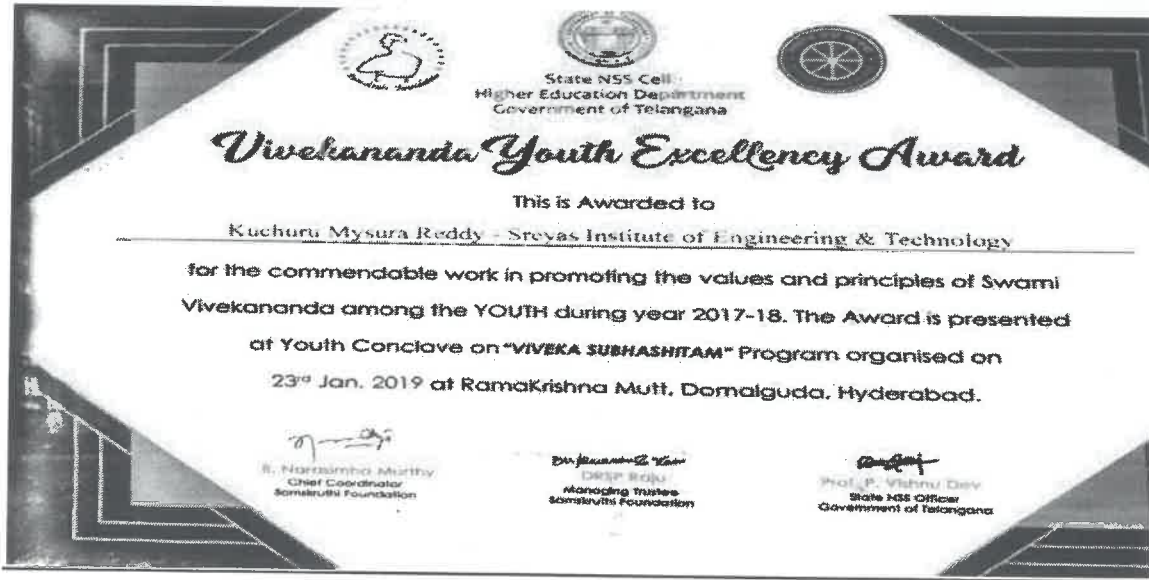 State NSS Cell
Higher Education Department
Government of Telangana
Vivekananda Youth Excellency Award
This is Awarded to
Kuchuru Mysura Reddy - Sreyas Institute of Engineering & Technology
for the commendable work in promoting the values and principles of Swami
Vivekananda among the YOUTH during year 2017-18. The Award is presented
at Youth Conclave on "VIVEKA SUBHASHITAM" Program organised on
23rd Jan. 2019 at RamaKrishna Mutt, Domalguda, Hyderabad.
Narasimha Murthy
Chief Coordinator
Samskruthi Foundation
DRSP Raju
Managing Trustee
Samskruthi Foundation
Prof. P. Vishnu Dev
State NSS Officer
Government of Telangana